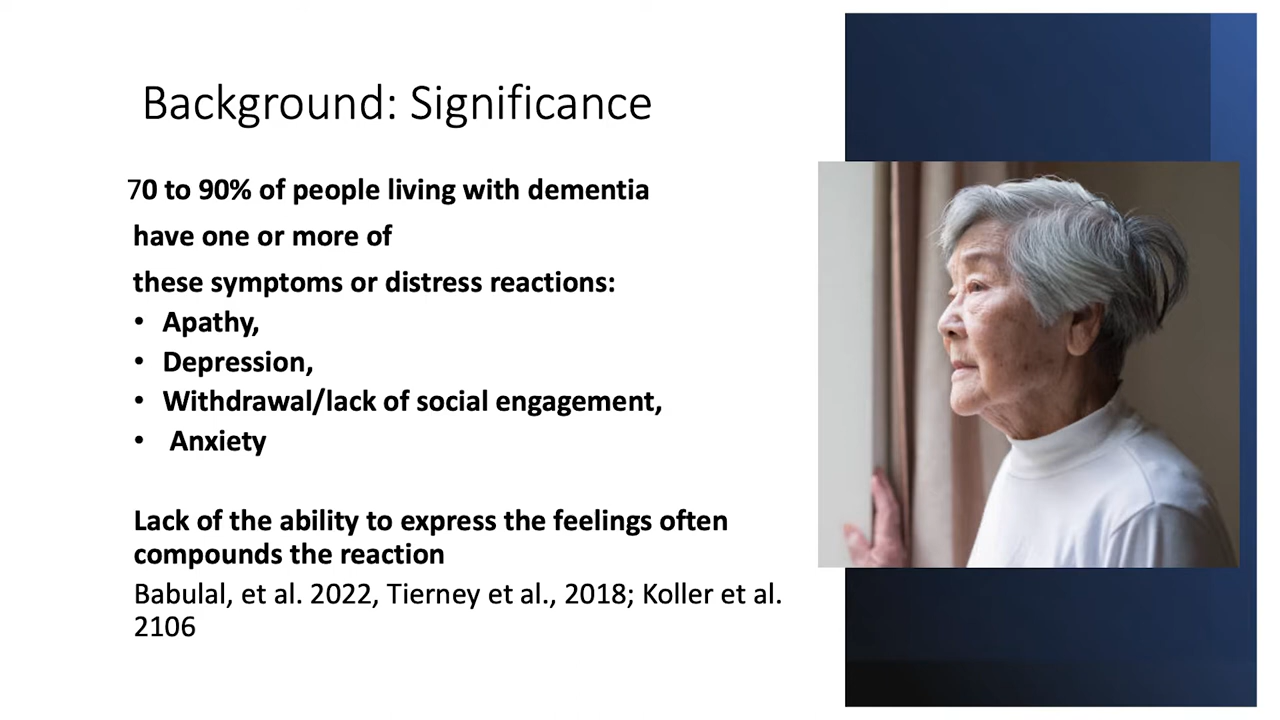 Background: Significance
70 to 90% of people living with dementia
have one or more of
these symptoms or distress reactions:
• Apathy,
• Depression,
• Withdrawal/lack of social engagement,
• Anxiety
Lack of the ability to express the feelings often
compounds the reaction
Babulal, et al. 2022, Tierney et al., 2018; Koller et al.
2106